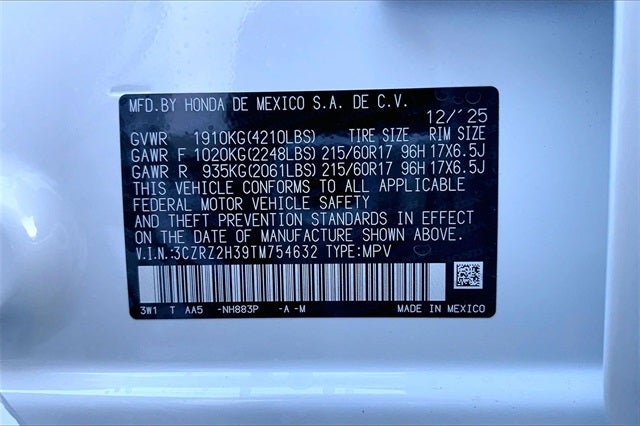 MFD.BY HONDA DE MEXICO S.A. DE C.V.
12/'25
GVWR 1910KG(4210LBS) TIRE SIZE RIM SIZE
GAWR F 1020KG(2248LBS) 215/60R17 96H 17X6.5J
GAWR R 935KG(2061LBS) 215/60R17 96H 17X6.5J
THIS VEHICLE CONFORMS TO ALL APPLICABLE
FEDERAL MOTOR VEHICLE SAFETY
AND THEFT PREVENTION STANDARDS IN EFFECT
ON THE DATE OF MANUFACTURE SHOWN ABOVE.
V.I.N.:3CZRZ2H39TM754632 TYPE:MPV
3W1 T AA5 -NH883P -A -M MADE IN MEXICO